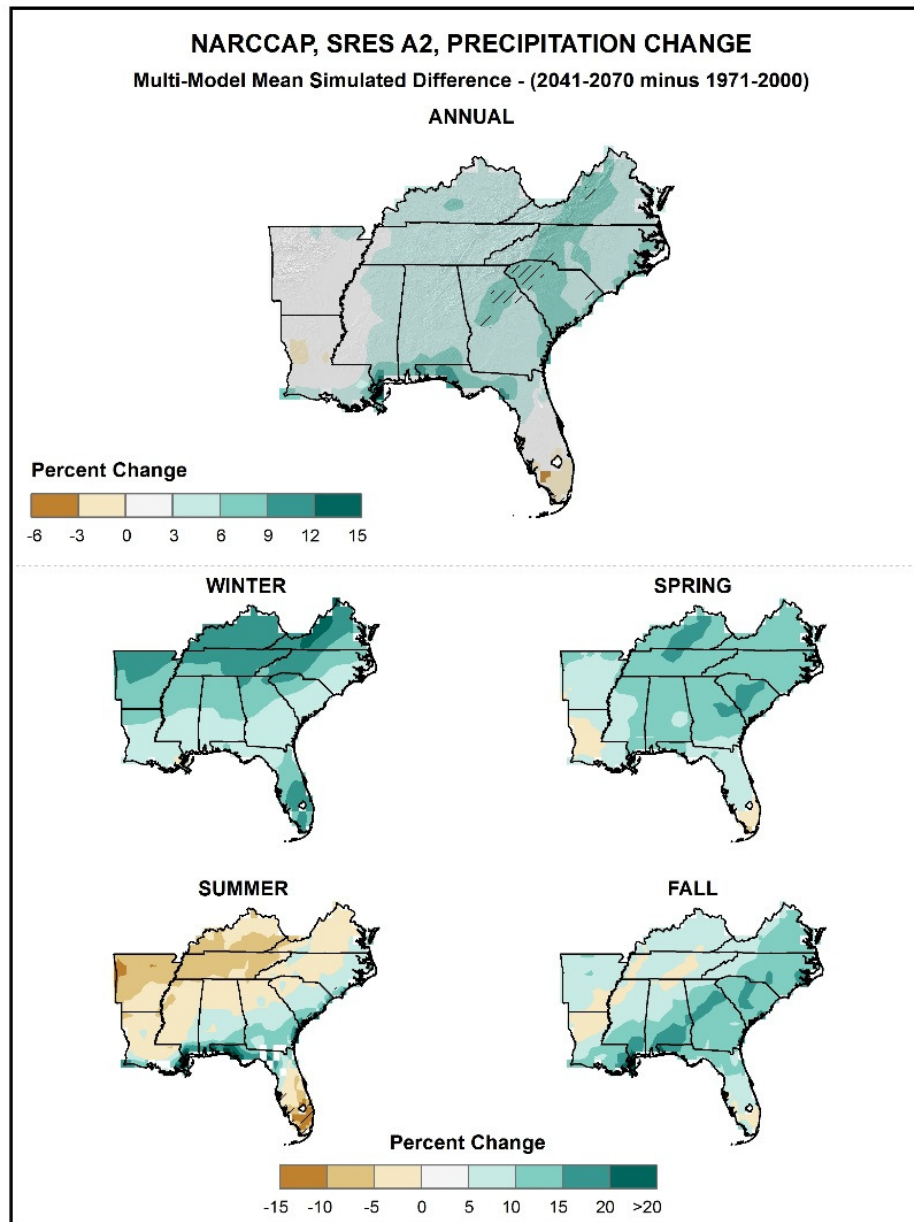 NARCCAP, SRES A2, PRECIPITATION CHANGE
Multi-Model Mean Simulated Difference - (2041-2070 minus 1971-2000)
ANNUAL
Percent Change
-6 -3 0 3 6 9 12 15
WINTER
SPRING
SUMMER
FALL
Percent Change
-15 -10 -5 0 5 10 15 20 >20